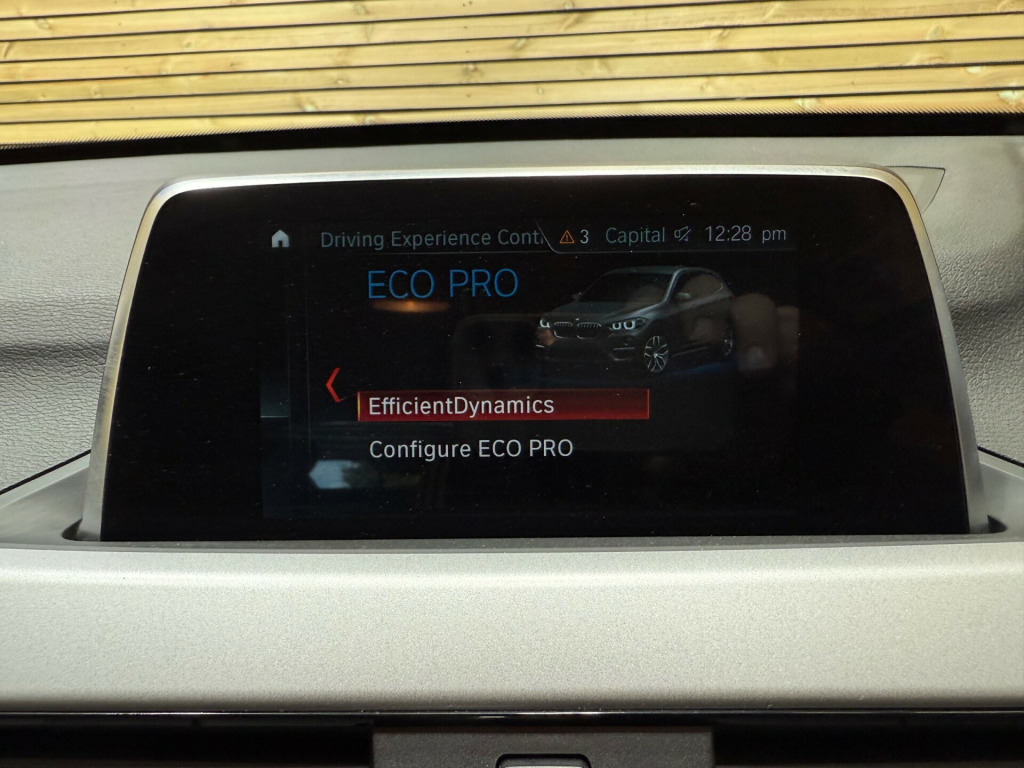 Driving Experience Cont. 3 Capital 12:28 pm
ECO PRO
EfficientDynamics
Configure ECO PRO